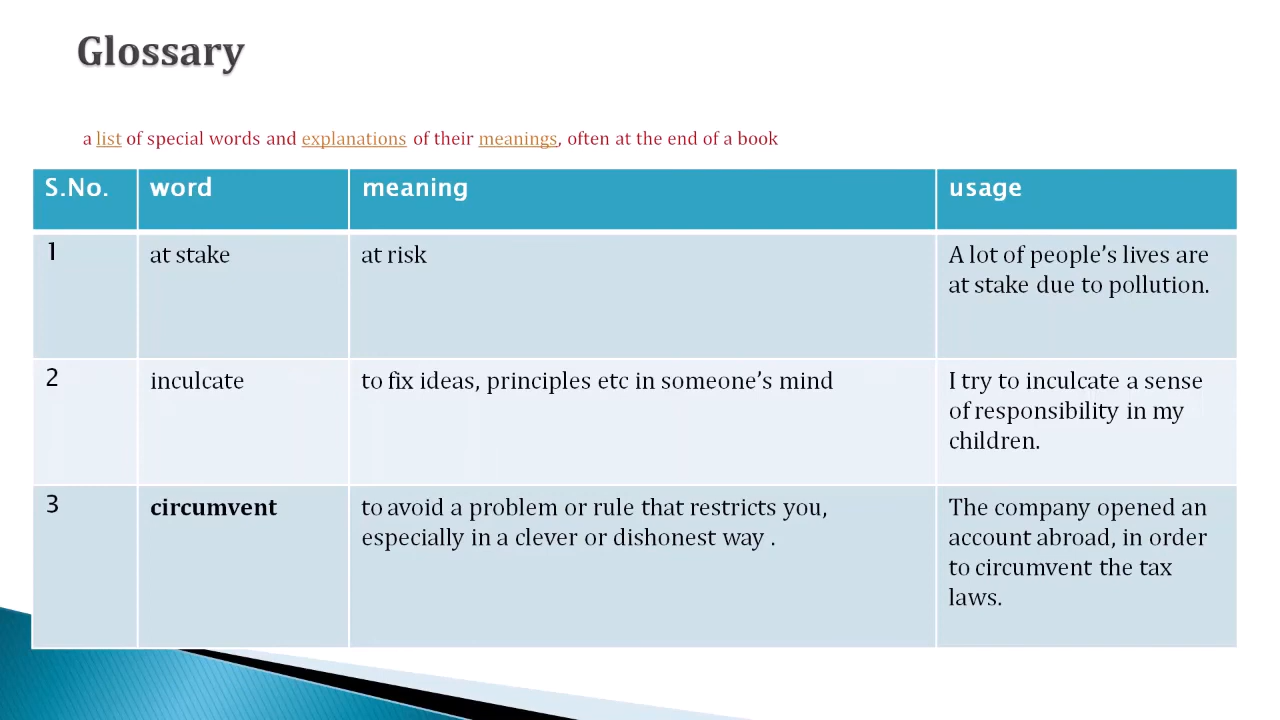 Glossary
a list of special words and explanations of their meanings, often at the end of a book
S.No. word meaning usage
1 at stake at risk A lot of people’s lives are
at stake due to pollution.
2 inculcate to fix ideas, principles etc in someone’s mind I try to inculcate a sense
of responsibility in my
children.
3 circumvent to avoid a problem or rule that restricts you, The company opened an
especially in a clever or dishonest way . account abroad, in order
to circumvent the tax
laws.